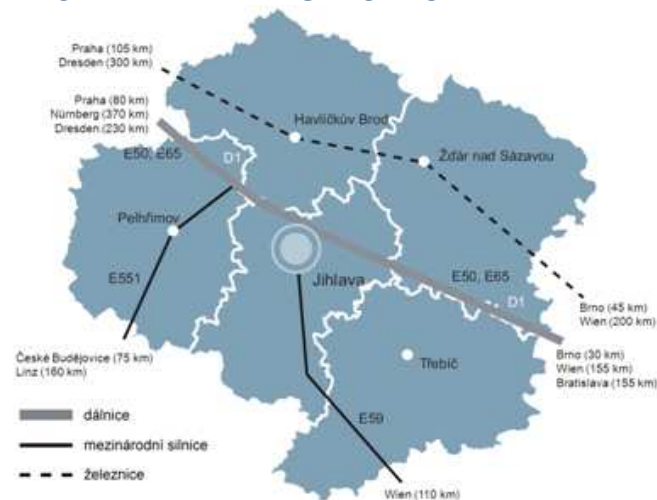 Praha (105 km)
Dresden (300 km)
Praha (80 km)
Nürnberg (370 km)
Dresden (230 km)
Havlíčkův Brod
E50, E65
D1
Žďár nad Sázavou
Pelhřimov
E551
Jihlava
E50, E65
D1
Brno (45 km)
Wien (200 km)
České Budějovice (75 km)
Linz (160 km)
Třebíč
Brno (30 km)
Wien (155 km)
Bratislava (155 km)
E59
dálnice
mezinárodní silnice
železnice
Wien (110 km)